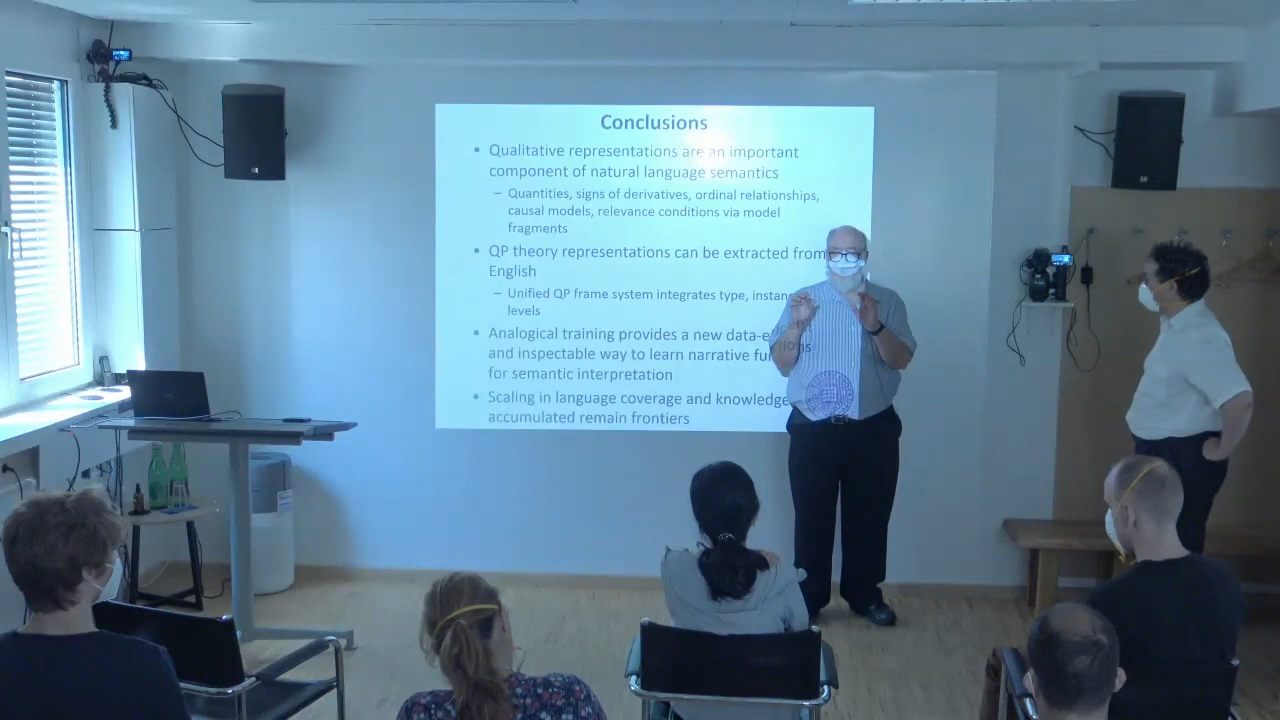 Conclusions
• Qualitative representations are an important
component of natural language semantics
– Quantities, signs of derivatives, ordinal relationships,
causal models, relevance conditions via model
fragments
• QP theory representations can be extracted from
English
– Unified QP frame system integrates type,
levels
• Analogical training provides a new
and inspectable way to learn narrative
for semantic interpretation
• Scaling in language coverage and knowledge
accumulated remain frontiers